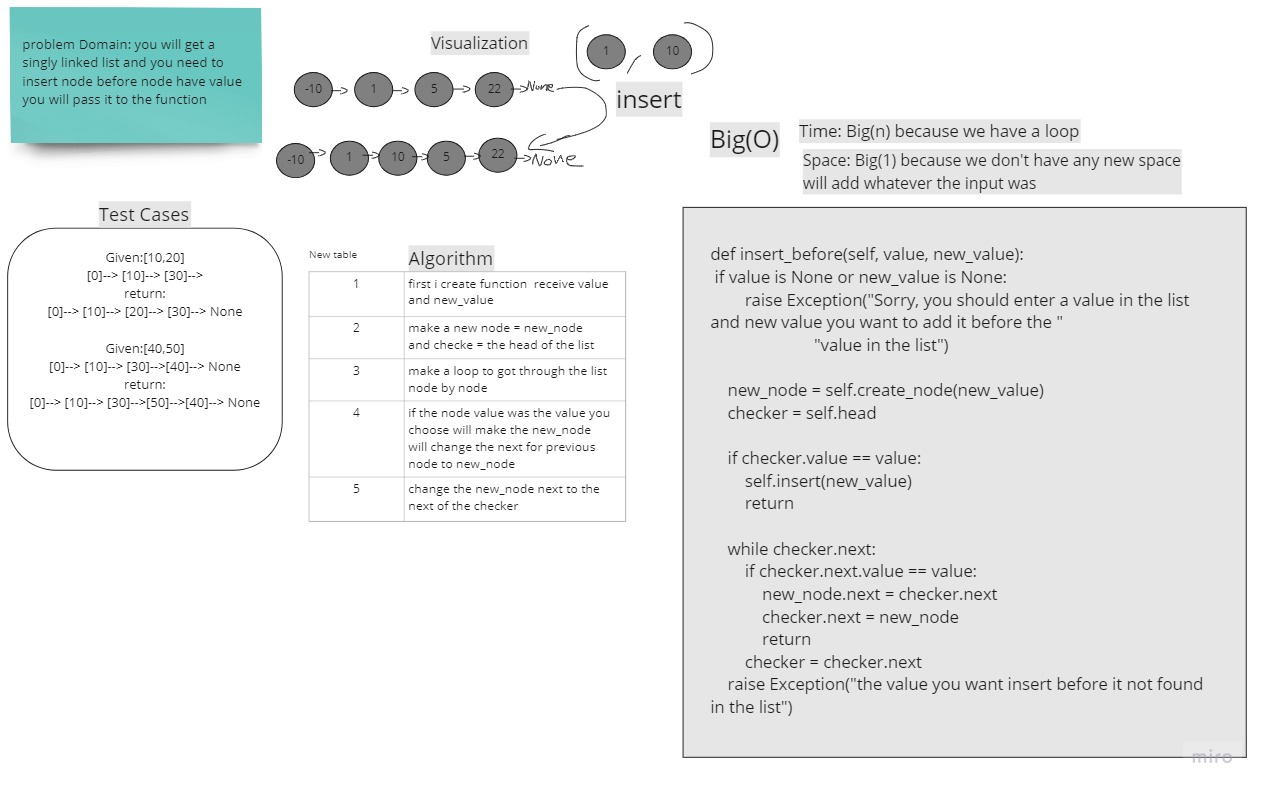 problem Domain: you will get a
singly linked list and you need to
insert node before node have value
you will pass it to the function
Visualization
1
,
10
insert
-10
1
5
22
None
-10
1
10
5
22
None
Big(O)
Time: Big(n) because we have a loop
Space: Big(1) because we don't have any new space
will add whatever the input was
Test Cases
Given:[10,20]
[0]--> [10]--> [30]-->
return:
[0]--> [10]--> [20]--> [30]--> None
Given:[40,50]
[0]--> [10]--> [30]-->[40]--> None
return:
[0]--> [10]--> [30]-->[50]-->[40]--> None
New table
Algorithm
1
first i create function receive value
and new_value
2
make a new node = new_node
and checke = the head of the list
3
make a loop to got through the list
node by node
4
if the node value was the value you
choose will make the new_node
will change the next for previous
node to new_node
5
change the new_node next to the
next of the checker
def insert_before(self, value, new_value):
if value is None or new_value is None:
raise Exception("Sorry, you should enter a value in the list
and new value you want to add it before the "
"value in the list")
new_node = self.create_node(new_value)
checker = self.head
if checker.value == value:
self.insert(new_value)
return
while checker.next:
if checker.next.value == value:
new_node.next = checker.next
checker.next = new_node
return
checker = checker.next
raise Exception("the value you want insert before it not found
in the list")
miro